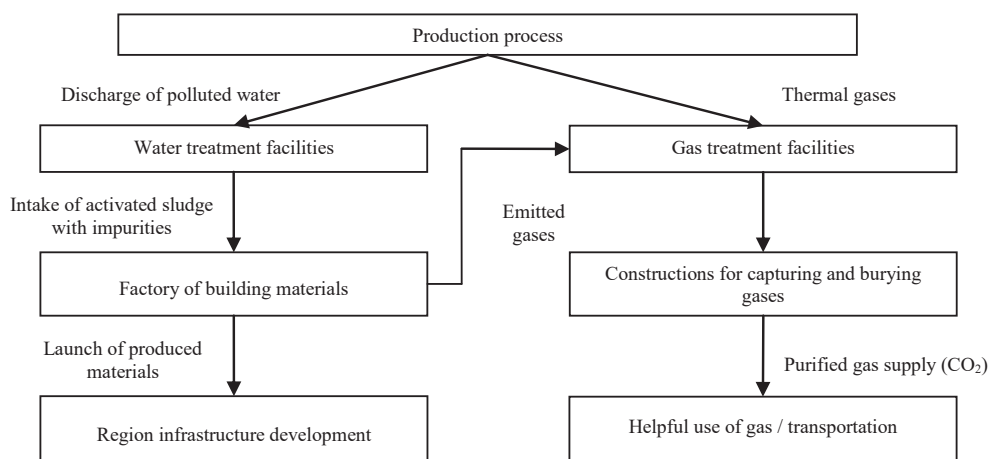 Production process
Discharge of polluted water
Thermal gases
Water treatment facilities
Gas treatment facilities
Intake of activated sludge
with impurities
Emitted
gases
Factory of building materials
Constructions for capturing and burying
gases
Launch of produced
materials
Purified gas supply (CO₂)
Region infrastructure development
Helpful use of gas / transportation